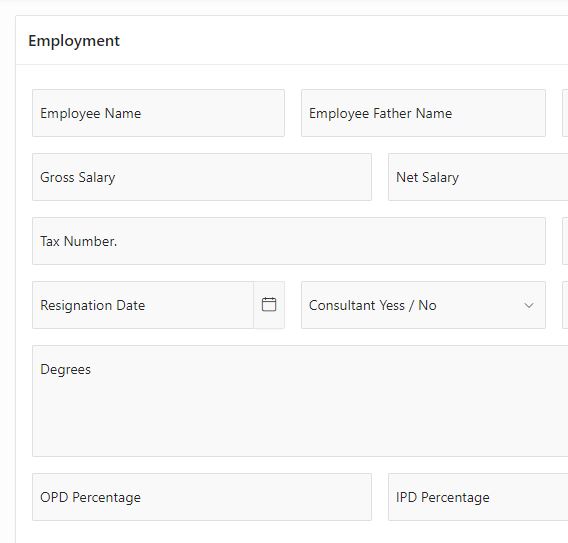 Employment
Employee Name
Employee Father Name
Gross Salary
Net Salary
Tax Number.
Resignation Date
Consultant Yess / No
Degrees
OPD Percentage
IPD Percentage